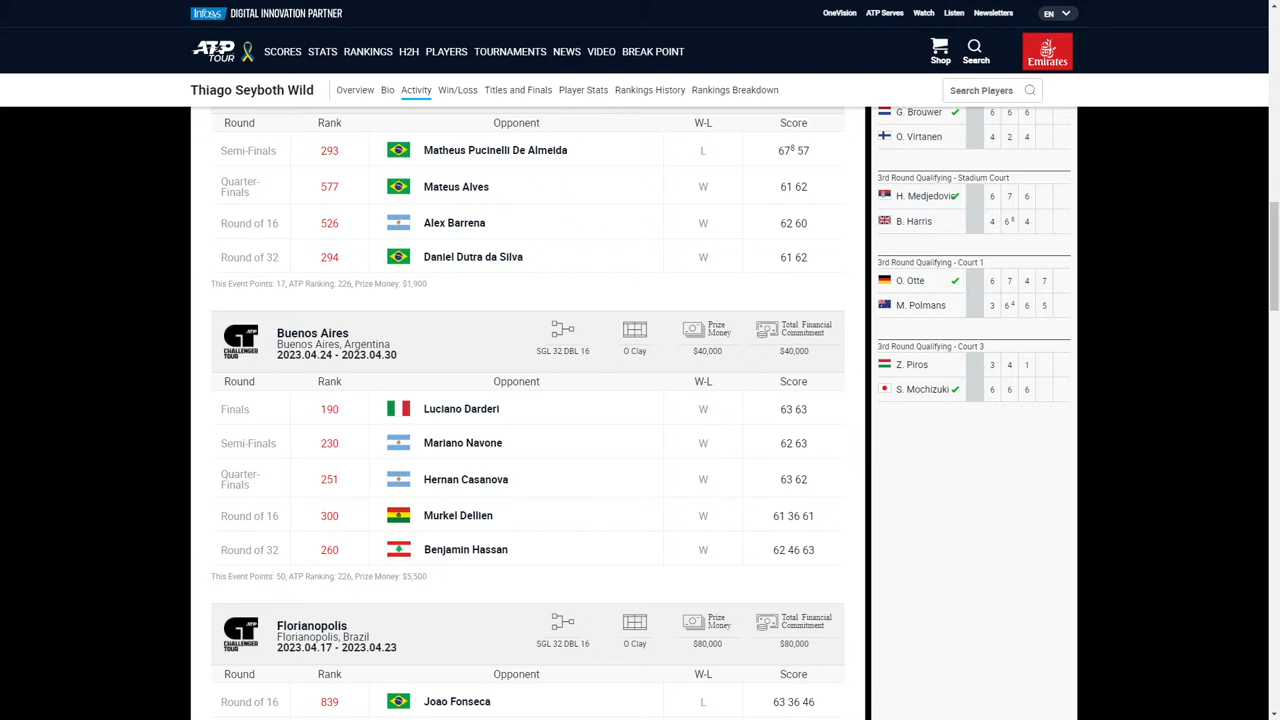 Infosys DIGITAL INNOVATION PARTNER
OneVision ATP Serves Watch Listen Newsletters EN
ATP TOUR SCORES STATS RANKINGS H2H PLAYERS TOURNAMENTS NEWS VIDEO BREAK POINT Shop Search Emirates
Thiago Seyboth Wild Overview Bio Activity Win/Loss Titles and Finals Player Stats Rankings History Rankings Breakdown Search Players
Round Rank Opponent W-L Score
Semi-Finals 293 Matheus Pucinelli De Almeida L 67⁸ 57
Quarter-Finals 577 Mateus Alves W 61 62
Round of 16 526 Alex Barrena W 62 60
Round of 32 294 Daniel Dutra da Silva W 61 62
This Event Points: 17, ATP Ranking: 226, Prize Money: $1,900
ATP CHALLENGER TOUR
Buenos Aires
Buenos Aires, Argentina
2023.04.24 - 2023.04.30
SGL 32 DBL 16
O Clay
Prize Money
$40,000
Total Financial Commitment
$40,000
Round Rank Opponent W-L Score
Finals 190 Luciano Darderi W 63 63
Semi-Finals 230 Mariano Navone W 62 63
Quarter-Finals 251 Hernan Casanova W 63 62
Round of 16 300 Murkel Dellien W 61 36 61
Round of 32 260 Benjamin Hassan W 62 46 63
This Event Points: 50, ATP Ranking: 226, Prize Money: $5,500
ATP CHALLENGER TOUR
Florianopolis
Florianopolis, Brazil
2023.04.17 - 2023.04.23
SGL 32 DBL 16
O Clay
Prize Money
$80,000
Total Financial Commitment
$80,000
Round Rank Opponent W-L Score
Round of 16 839 Joao Fonseca L 63 36 46
G. Brouwer 6 6 6
O. Virtanen 4 2 4
3rd Round Qualifying - Stadium Court
H. Medjedovic 6 7 6
B. Harris 4 6⁶ 4
3rd Round Qualifying - Court 1
O. Otte 6 7 4 7
M. Polmans 3 6⁴ 6 5
3rd Round Qualifying - Court 3
Z. Piros 3 4 1
S. Mochizuki 6 6 6